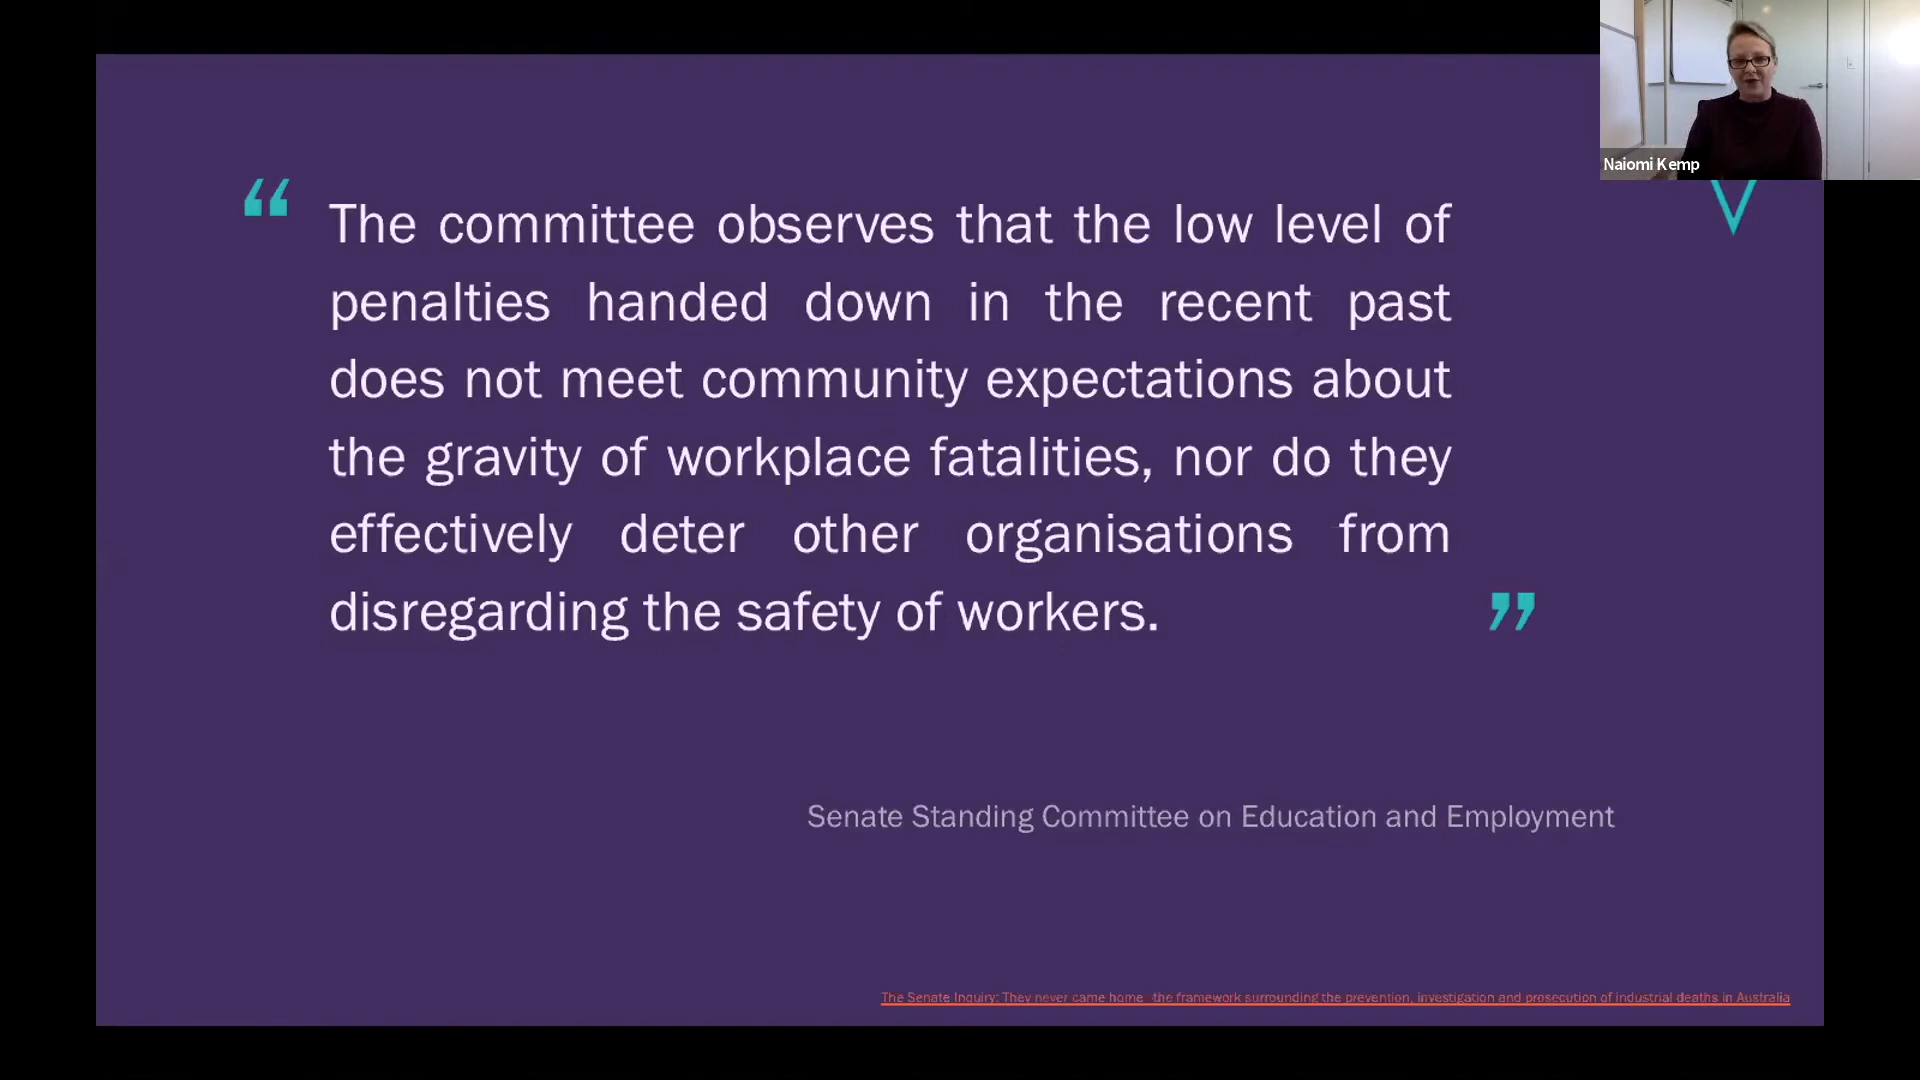 Naiomi Kemp
“ The committee observes that the low level of
penalties handed down in the recent past
does not meet community expectations about
the gravity of workplace fatalities, nor do they
effectively deter other organisations from
disregarding the safety of workers. ”
Senate Standing Committee on Education and Employment
The Senate Inquiry: They never came home- the framework surrounding the prevention, investigation and prosecution of industrial deaths in Australia